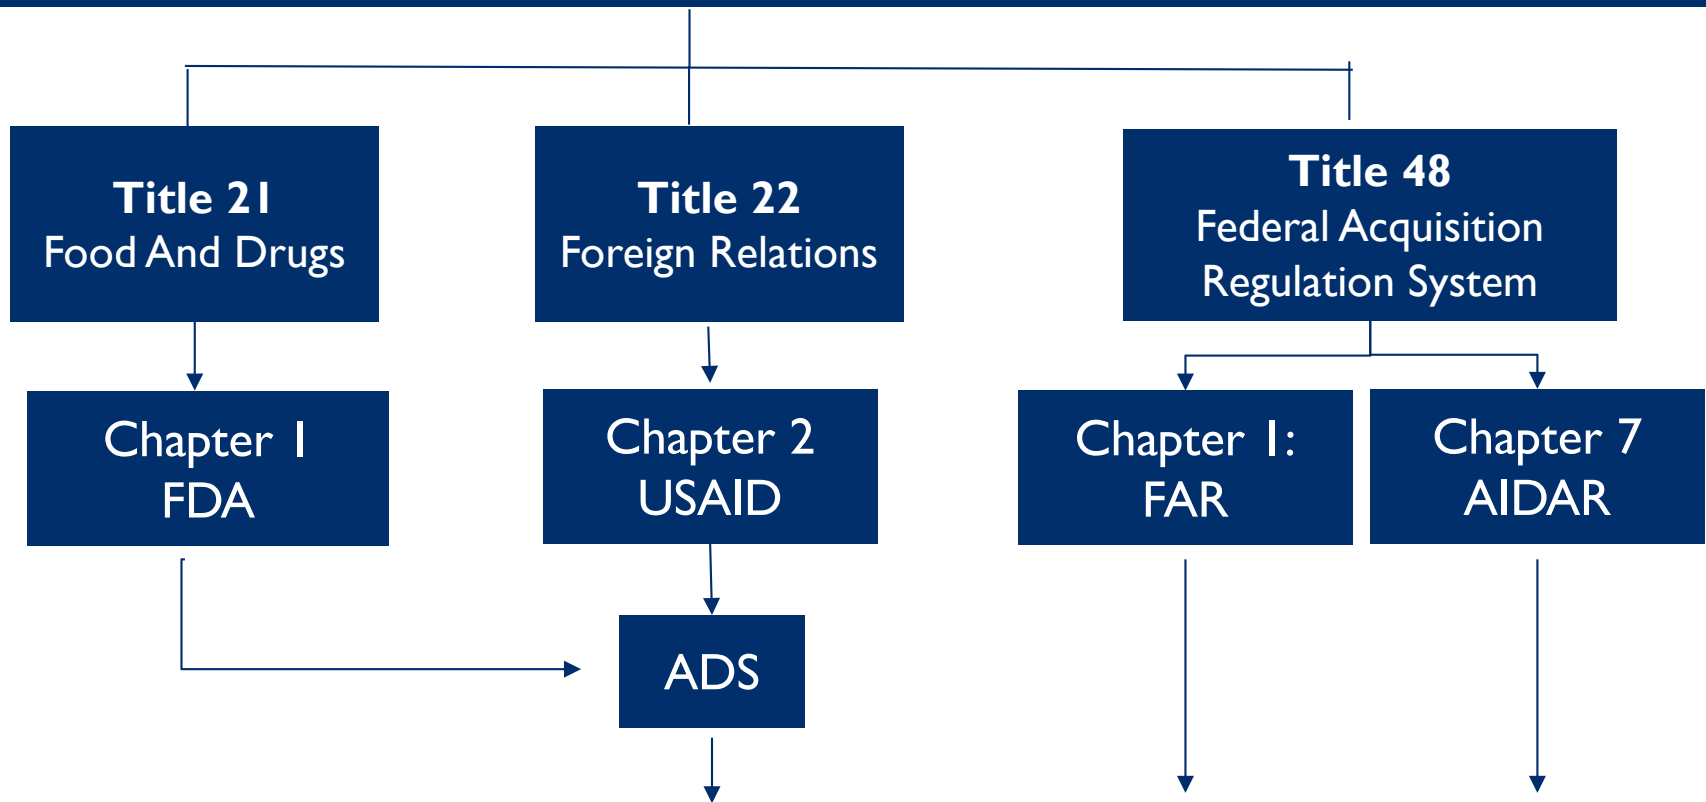 Title 21
Food And Drugs
Title 22
Foreign Relations
Title 48
Federal Acquisition
Regulation System
Chapter 1
FDA
Chapter 2
USAID
Chapter 1:
FAR
Chapter 7
AIDAR
ADS